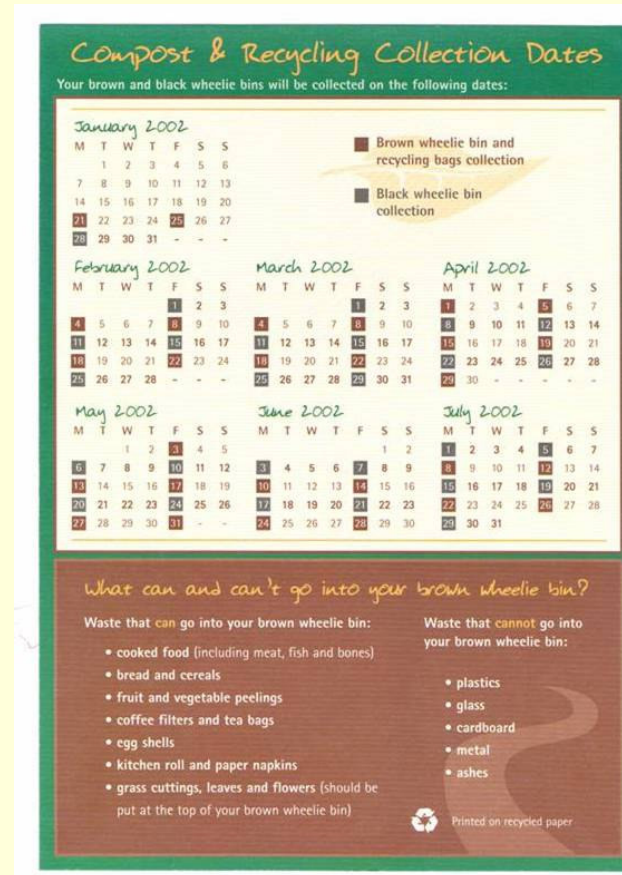 Compost & Recycling Collection Dates
Your brown and black wheelie bins will be collected on the following dates:
January 2002
M T W T F S S
1 2 3 4 5 6
7 8 9 10 11 12 13
14 15 16 17 18 19 20
21 22 23 24 25 26 27
28 29 30 31 - - -
Brown wheelie bin and
recycling bags collection
Black wheelie bin
collection
February 2002
M T W T F S S
1 2 3
4 5 6 7 8 9 10
11 12 13 14 15 16 17
18 19 20 21 22 23 24
25 26 27 28 - - -
March 2002
M T W T F S S
1 2 3
4 5 6 7 8 9 10
11 12 13 14 15 16 17
18 19 20 21 22 23 24
25 26 27 28 29 30 31
April 2002
M T W T F S S
1 2 3 4 5 6 7
8 9 10 11 12 13 14
15 16 17 18 19 20 21
22 23 24 25 26 27 28
29 30 - - - - -
May 2002
M T W T F S S
1 2 3 4 5
6 7 8 9 10 11 12
13 14 15 16 17 18 19
20 21 22 23 24 25 26
27 28 29 30 31 - -
June 2002
M T W T F S S
1 2
3 4 5 6 7 8 9
10 11 12 13 14 15 16
17 18 19 20 21 22 23
24 25 26 27 28 29 30
July 2002
M T W T F S S
1 2 3 4 5 6 7
8 9 10 11 12 13 14
15 16 17 18 19 20 21
22 23 24 25 26 27 28
29 30 31
What can and can't go into your brown wheelie bin?
Waste that can go into your brown wheelie bin:
• cooked food (including meat, fish and bones)
• bread and cereals
• fruit and vegetable peelings
• coffee filters and tea bags
• egg shells
• kitchen roll and paper napkins
• grass cuttings, leaves and flowers (should be
put at the top of your brown wheelie bin)
Waste that cannot go into
your brown wheelie bin:
• plastics
• glass
• cardboard
• metal
• ashes
Printed on recycled paper